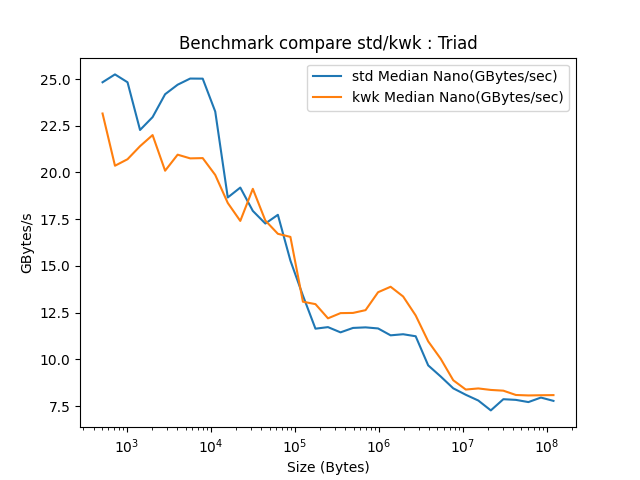 Benchmark compare std/kwk : Triad
std Median Nano(GBytes/sec)
kwk Median Nano(GBytes/sec)
GBytes/s
25.0
22.5
20.0
17.5
15.0
12.5
10.0
7.5
10³ 10⁴ 10⁵ 10⁶ 10⁷ 10⁸
Size (Bytes)